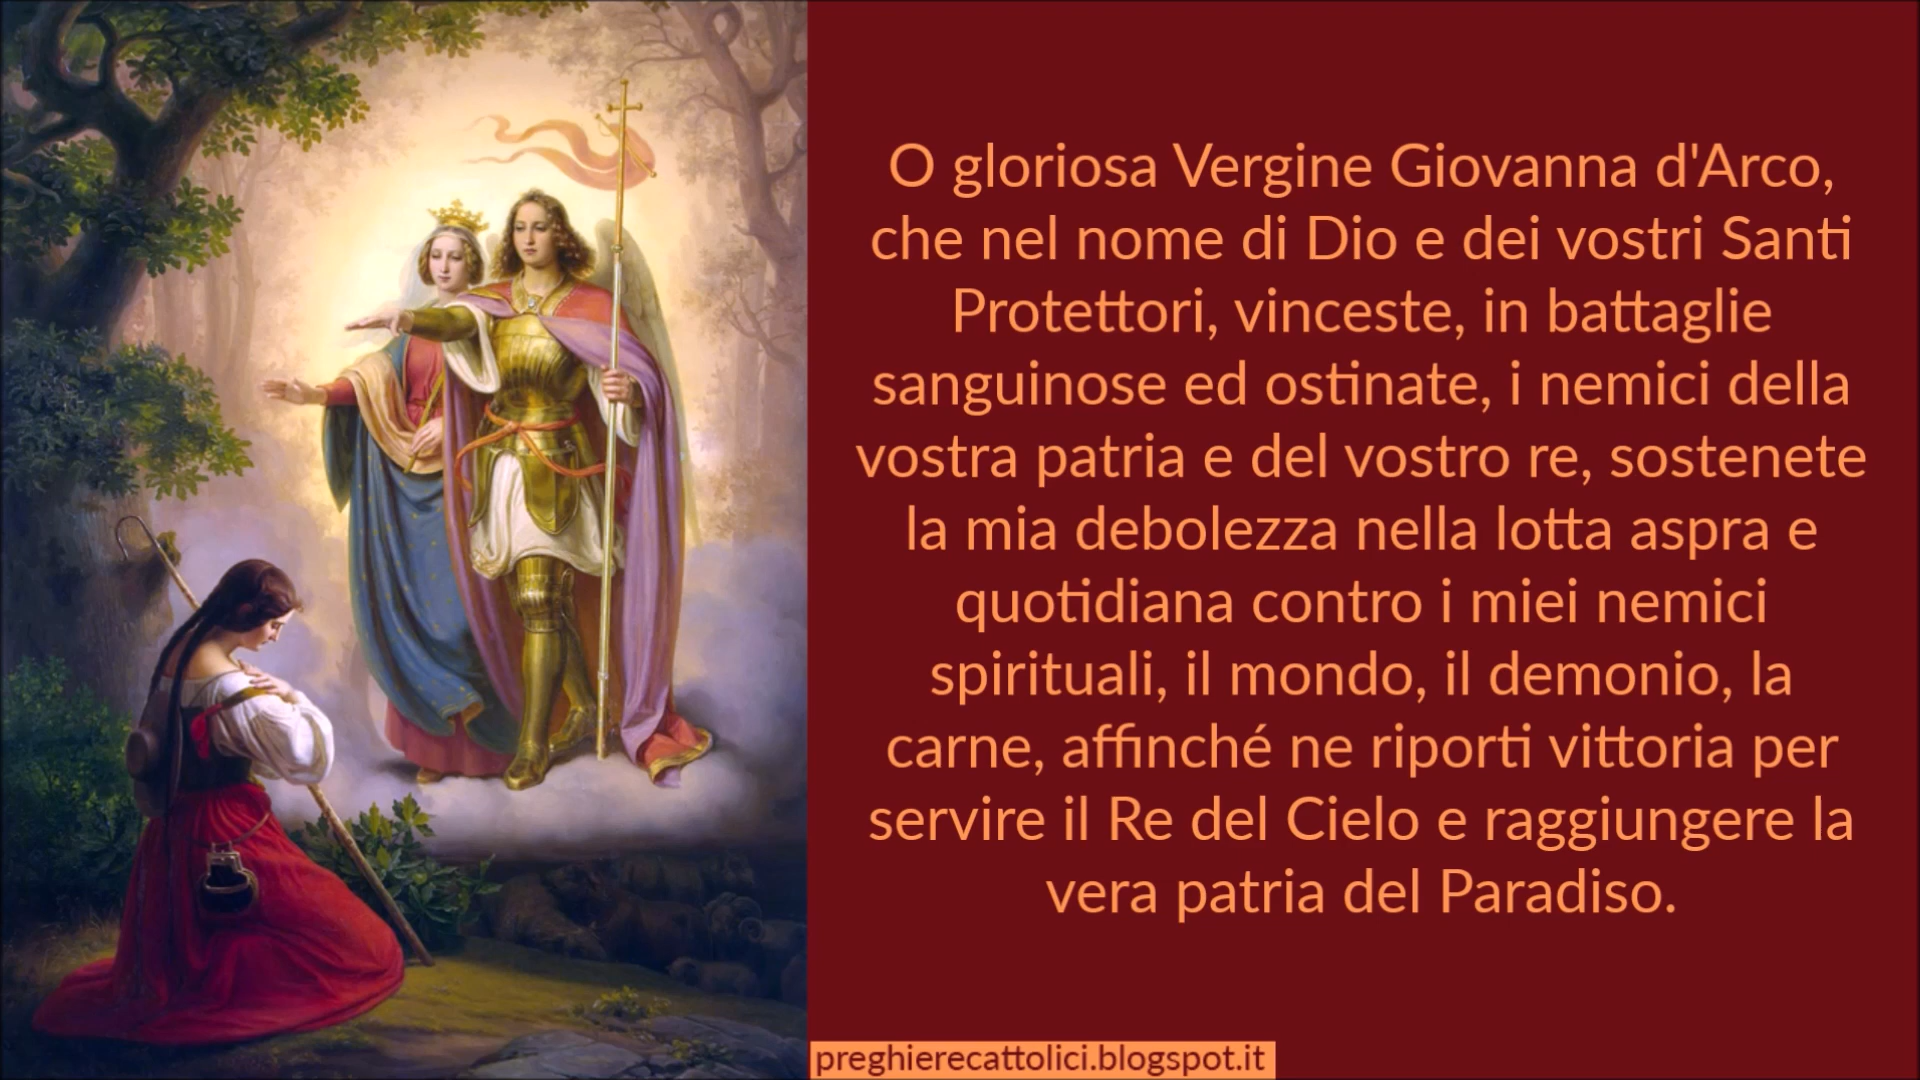 O gloriosa Vergine Giovanna d'Arco,
che nel nome di Dio e dei vostri Santi
Protettori, vinceste, in battaglie
sanguinose ed ostinate, i nemici della
vostra patria e del vostro re, sostenete
la mia debolezza nella lotta aspra e
quotidiana contro i miei nemici
spirituali, il mondo, il demonio, la
carne, affinché ne riporti vittoria per
servire il Re del Cielo e raggiungere la
vera patria del Paradiso.
preghierecattolici.blogspot.it